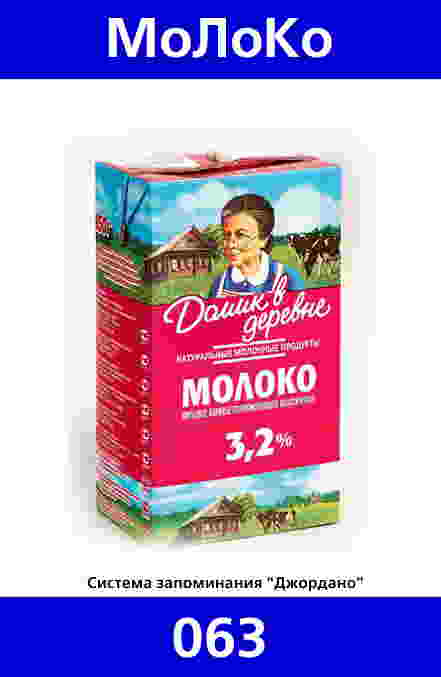 МоЛоКо
Домик в
деревне
НАТУРАЛЬНЫЕ МОЛОЧНЫЕ ПРОДУКТЫ
МОЛОКО
3,2%
Система запоминания "Джордано"
063